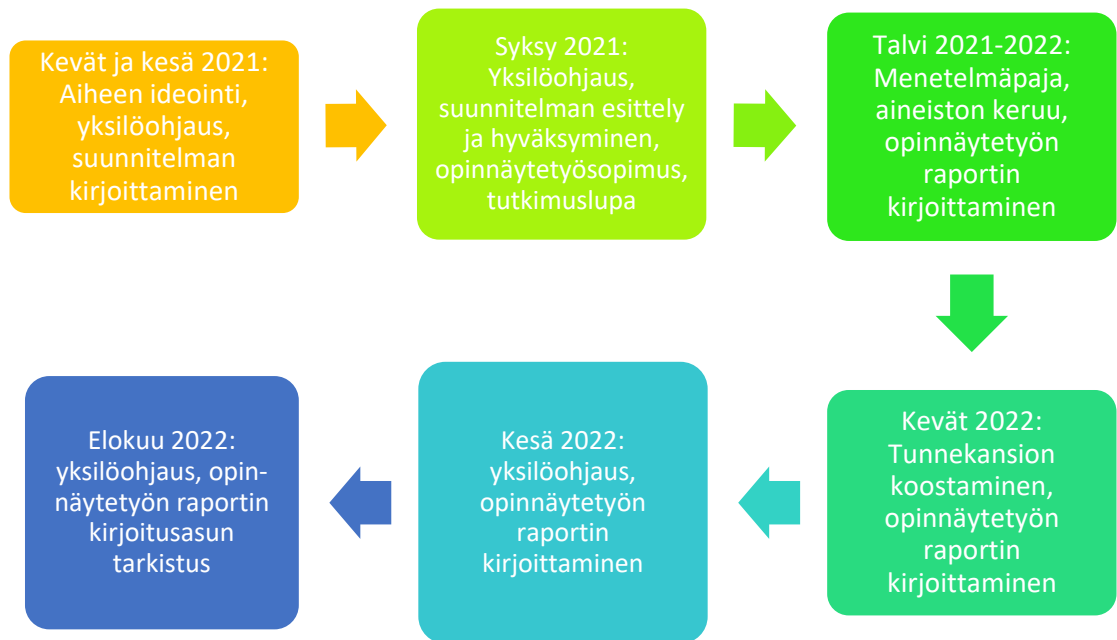 Kevät ja kesä 2021:
Aiheen ideointi,
yksilöohjaus,
suunnitelman
kirjoittaminen
Syksy 2021:
Yksilöohjaus,
suunnitelman esittely
ja hyväksyminen,
opinnäytetyösopimus,
tutkimuslupa
Talvi 2021-2022:
Menetelmäpaja,
aineiston keruu,
opinnäytetyön
raportin
kirjoittaminen
Kevät 2022:
Tunnekansion
koostaminen,
opinnäytetyön
raportin
kirjoittaminen
Kesä 2022:
yksilöohjaus,
opinnäytetyön
raportin
kirjoittaminen
Elokuu 2022:
yksilöohjaus, opin-
näytetyön raportin
kirjoitusasun
tarkistus